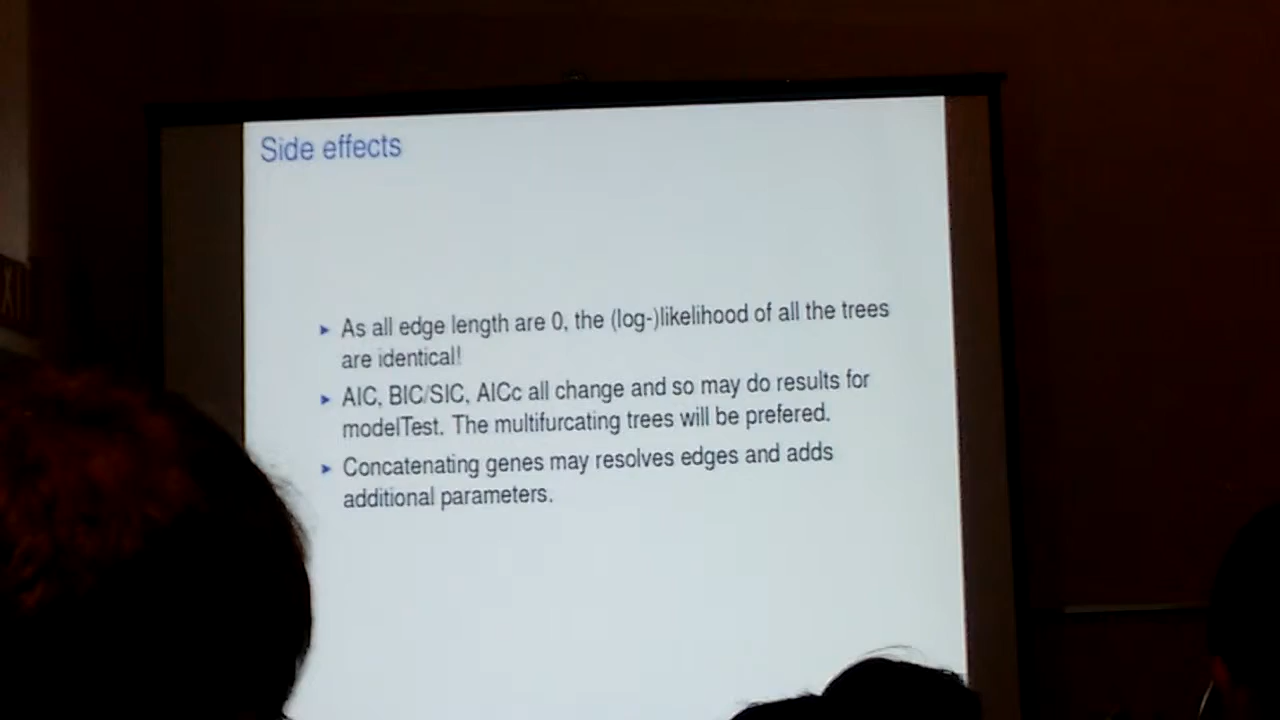 Side effects
As all edge length are 0, the (log-)likelihood of all the trees
are identical!
AIC, BIC/SIC, AICc all change and so may do results for
modelTest. The multifurcating trees will be prefered.
Concatenating genes may resolves edges and adds
additional parameters.